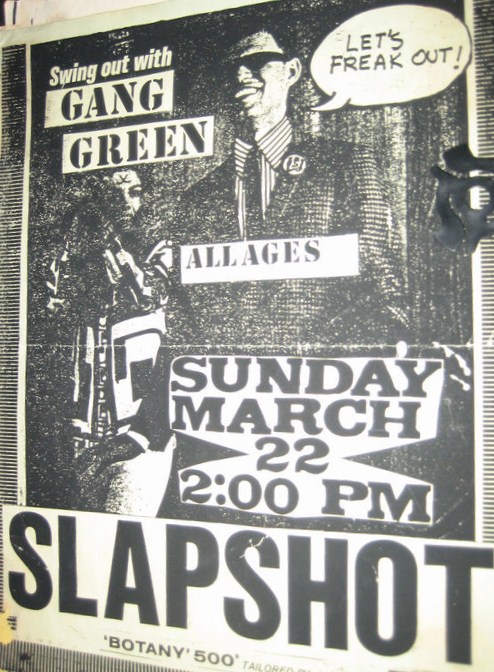 Swing out with
GANG
GREEN
LET'S
FREAK OUT!
ALL AGES
SUNDAY
MARCH
22
2:00 PM
SLAPSHOT
'BOTANY' 500® TAILORED